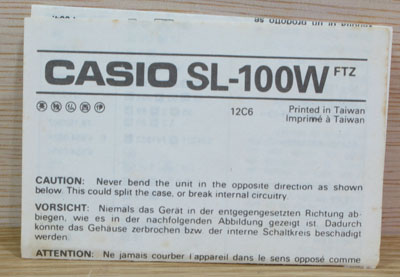 CASIO SL-100W FTZ
12C6
Printed in Taiwan
Imprimé à Taiwan
CAUTION: Never bend the unit in the opposite direction as shown
below. This could split the case, or break internal circuitry.
VORSICHT: Niemals das Gerät in der entgegengesetzten Richtung ab-
biegen, wie es in der nachfolgenden Abbildung gezeigt ist. Dadurch
konnte das Gehäuse zerbrochen bzw. der interne Schaltkreis beschädigt
werden.
ATTENTION: Ne jamais courber l'appareil dans le sens opposé comme